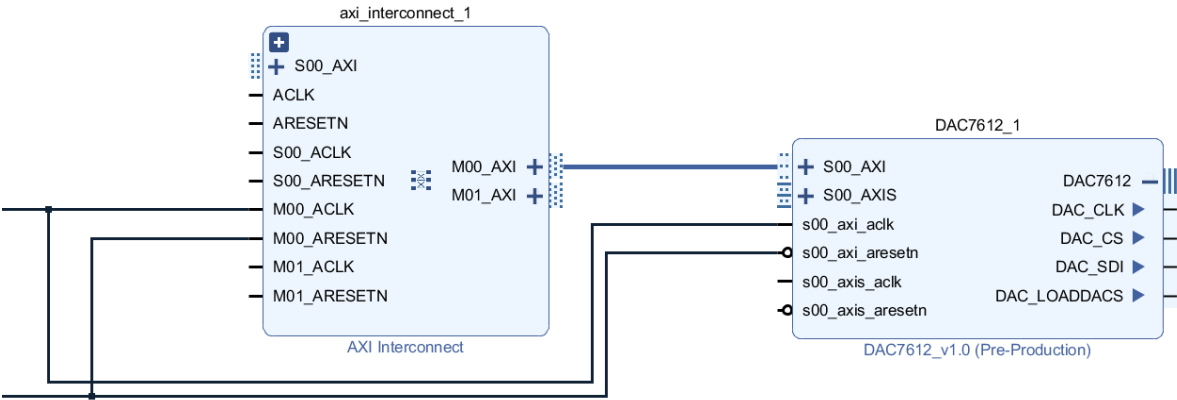 axi_interconnect_1
S00_AXI
ACLK
ARESETN
S00_ACLK
S00_ARESETN
M00_ACLK
M00_ARESETN
M01_ACLK
M01_ARESETN
M00_AXI
M01_AXI
AXI Interconnect
DAC7612_1
S00_AXI
S00_AXIS
s00_axi_aclk
s00_axi_aresetn
s00_axis_aclk
s00_axis_aresetn
DAC7612
DAC_CLK
DAC_CS
DAC_SDI
DAC_LOADDACS
DAC7612_v1.0 (Pre-Production)